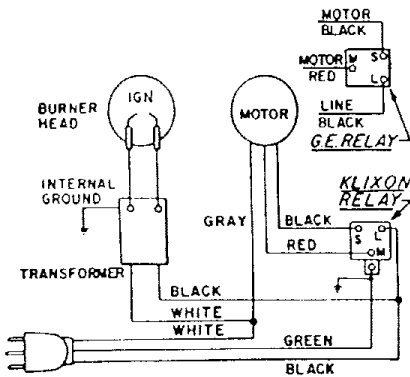 MOTOR
BLACK
MOTOR
RED
M S
L
LINE
BLACK
G.E. RELAY
IGN
BURNER
HEAD
MOTOR
INTERNAL
GROUND
TRANSFORMER
GRAY
KLIXON
RELAY
BLACK
S L
RED
M
BLACK
WHITE
WHITE
GREEN
BLACK